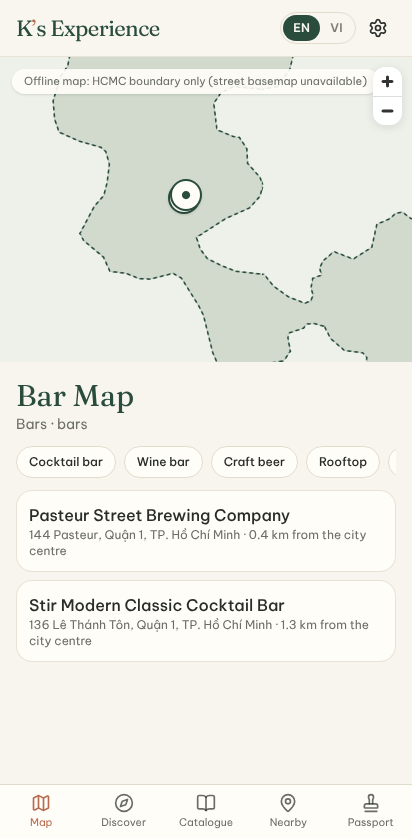 K's Experience
EN VI
Offline map: HCMC boundary only (street basemap unavailable)
+
−
Bar Map
Bars · bars
Cocktail bar Wine bar Craft beer Rooftop
Pasteur Street Brewing Company
144 Pasteur, Quận 1, TP. Hồ Chí Minh · 0.4 km from the city
centre
Stir Modern Classic Cocktail Bar
136 Lê Thánh Tôn, Quận 1, TP. Hồ Chí Minh · 1.3 km from the
city centre
Map Discover Catalogue Nearby Passport